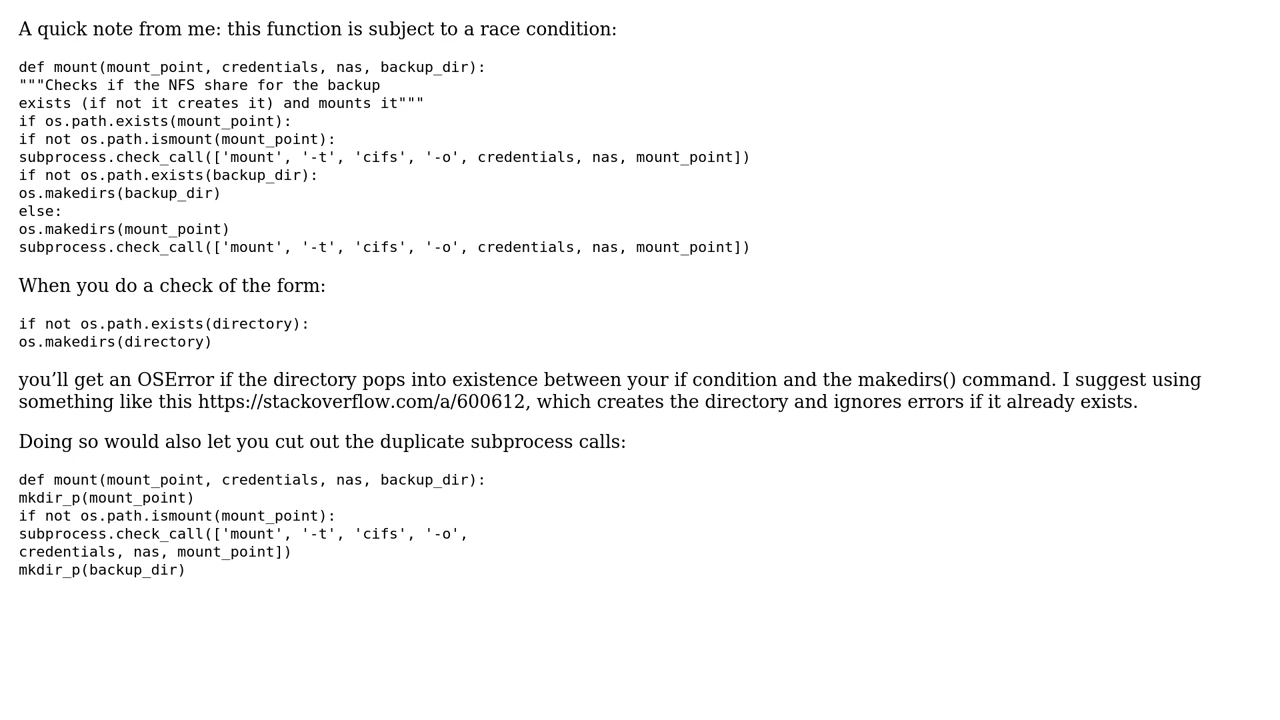 A quick note from me: this function is subject to a race condition:
def mount(mount_point, credentials, nas, backup_dir):
"""Checks if the NFS share for the backup
exists (if not it creates it) and mounts it"""
if os.path.exists(mount_point):
if not os.path.ismount(mount_point):
subprocess.check_call(['mount', '-t', 'cifs', '-o', credentials, nas, mount_point])
if not os.path.exists(backup_dir):
os.makedirs(backup_dir)
else:
os.makedirs(mount_point)
subprocess.check_call(['mount', '-t', 'cifs', '-o', credentials, nas, mount_point])
When you do a check of the form:
if not os.path.exists(directory):
os.makedirs(directory)
you’ll get an OSError if the directory pops into existence between your if condition and the makedirs() command. I suggest using
something like this https://stackoverflow.com/a/600612, which creates the directory and ignores errors if it already exists.
Doing so would also let you cut out the duplicate subprocess calls:
def mount(mount_point, credentials, nas, backup_dir):
mkdir_p(mount_point)
if not os.path.ismount(mount_point):
subprocess.check_call(['mount', '-t', 'cifs', '-o',
credentials, nas, mount_point])
mkdir_p(backup_dir)